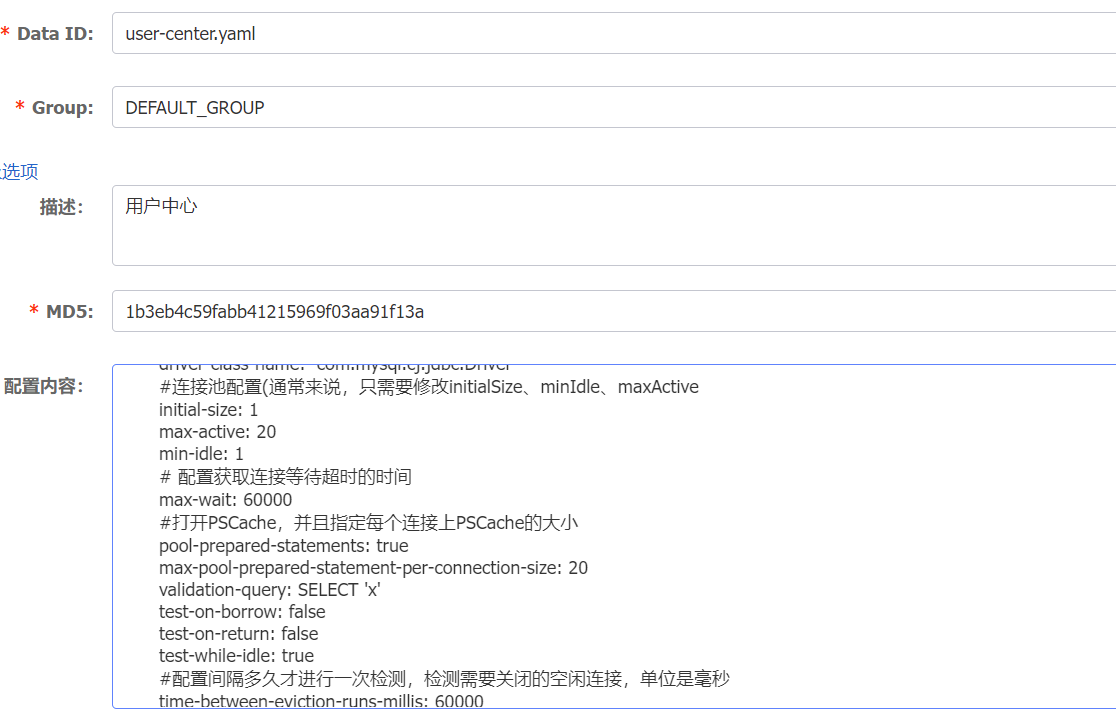 * Data ID: user-center.yaml
* Group: DEFAULT_GROUP
选项
描述: 用户中心
* MD5: 1b3eb4c59fabb41215969f03aa91f13a
配置内容: driver-class-name: com.mysql.cj.jdbc.Driver
#连接池配置(通常来说，只需要修改initialSize、minIdle、maxActive
initial-size: 1
max-active: 20
min-idle: 1
# 配置获取连接等待超时的时间
max-wait: 60000
#打开PSCache，并且指定每个连接上PSCache的大小
pool-prepared-statements: true
max-pool-prepared-statement-per-connection-size: 20
validation-query: SELECT 'x'
test-on-borrow: false
test-on-return: false
test-while-idle: true
#配置间隔多久才进行一次检测，检测需要关闭的空闲连接，单位是毫秒
time-between-eviction-runs-millis: 60000